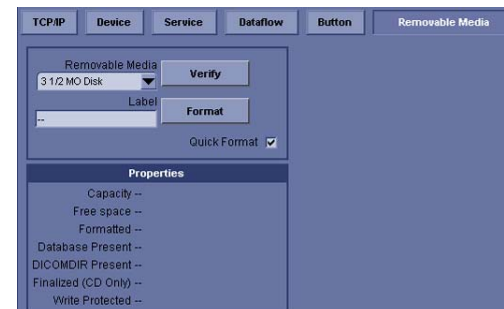 TCP/IP Device Service Dataflow Button Removable Media
Removable Media
3 1/2 MO Disk Verify
Label
-- Format
Quick Format
Properties
Capacity --
Free space --
Formatted --
Database Present --
DICOMDIR Present --
Finalized (CD Only) --
Write Protected --